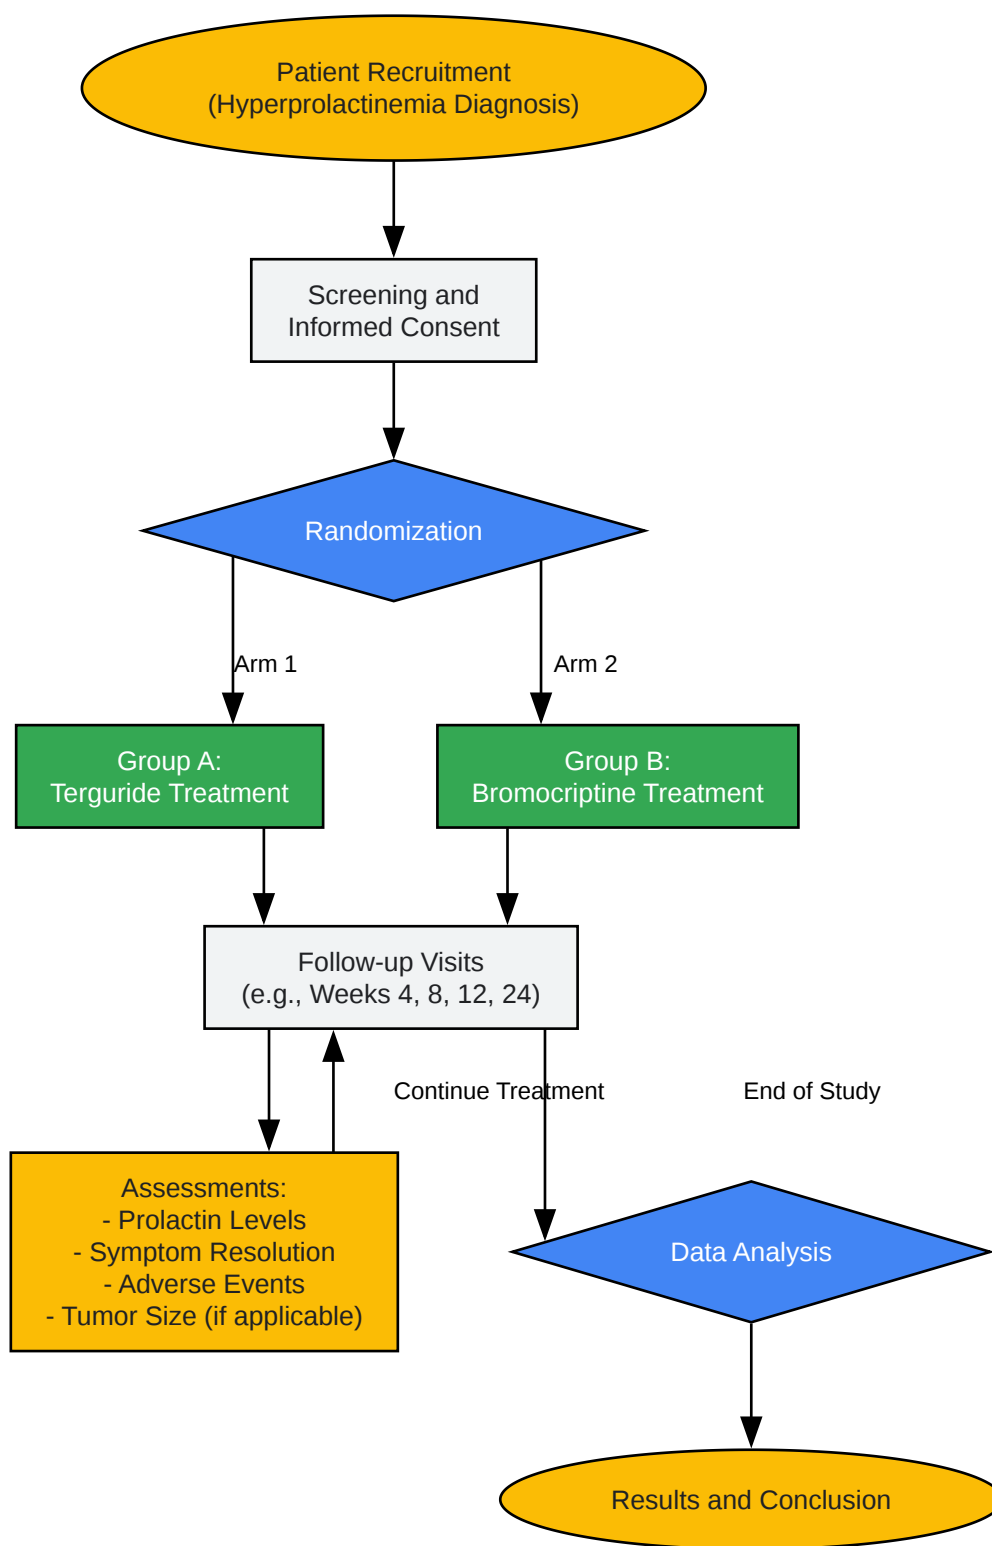 Patient Recruitment
(Hyperprolactinemia Diagnosis)
Screening and
Informed Consent
Randomization
Arm 1
Arm 2
Group A:
Terguride Treatment
Group B:
Bromocriptine Treatment
Follow-up Visits
(e.g., Weeks 4, 8, 12, 24)
Continue Treatment
End of Study
Assessments:
- Prolactin Levels
- Symptom Resolution
- Adverse Events
- Tumor Size (if applicable)
Data Analysis
Results and Conclusion